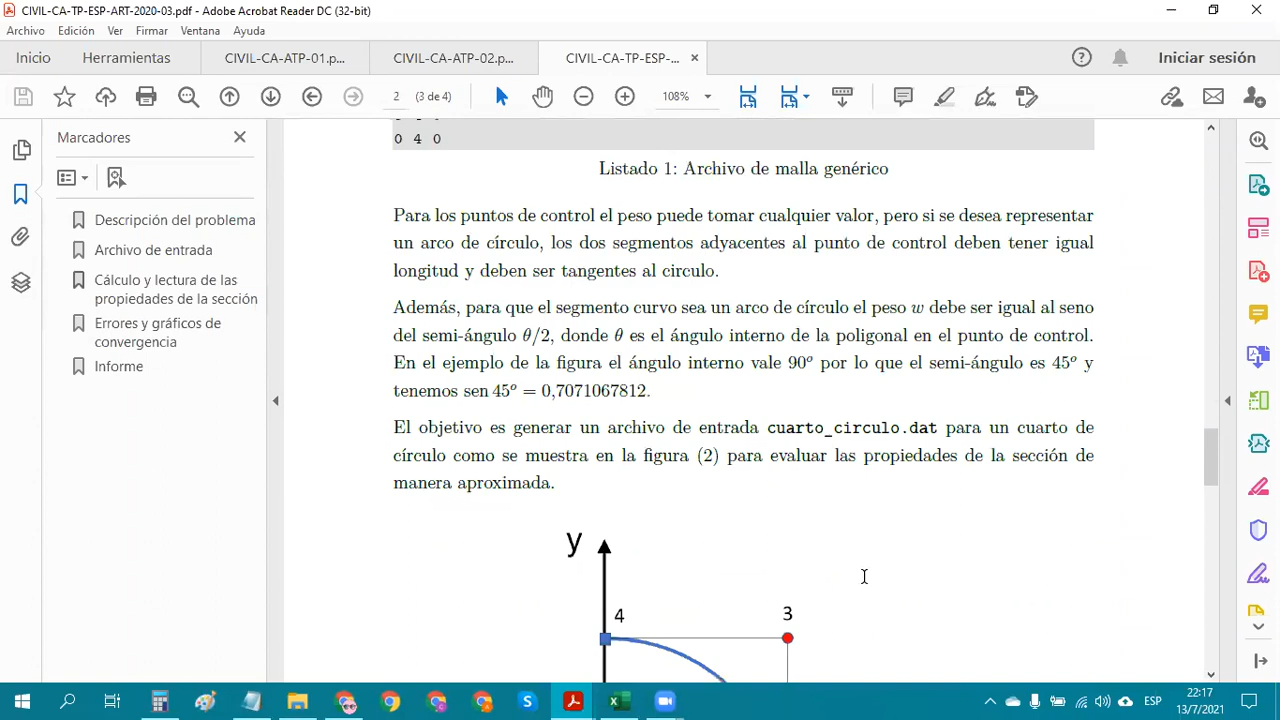 CIVIL-CA-TP-ESP-ART-2020-03.pdf - Adobe Acrobat Reader DC (32-bit)
Archivo Edición Ver Firmar Ventana Ayuda
Inicio Herramientas CIVIL-CA-ATP-01.p... CIVIL-CA-ATP-02.p... CIVIL-CA-TP-ESP-... Iniciar sesión
2 (3 de 4) 108%
Marcadores
Descripción del problema
Archivo de entrada
Cálculo y lectura de las
propiedades de la sección
Errores y gráficos de
convergencia
Informe
0 4 0
Listado 1: Archivo de malla genérico
Para los puntos de control el peso puede tomar cualquier valor, pero si se desea representar
un arco de círculo, los dos segmentos adyacentes al punto de control deben tener igual
longitud y deben ser tangentes al circulo.
Además, para que el segmento curvo sea un arco de círculo el peso w debe ser igual al seno
del semi-ángulo θ/2, donde θ es el ángulo interno de la poligonal en el punto de control.
En el ejemplo de la figura el ángulo interno vale 90º por lo que el semi-ángulo es 45º y
tenemos sen 45º = 0,7071067812.
El objetivo es generar un archivo de entrada cuarto_circulo.dat para un cuarto de
círculo como se muestra en la figura (2) para evaluar las propiedades de la sección de
manera aproximada.
y
4
3
ESP
22:17
13/7/2021